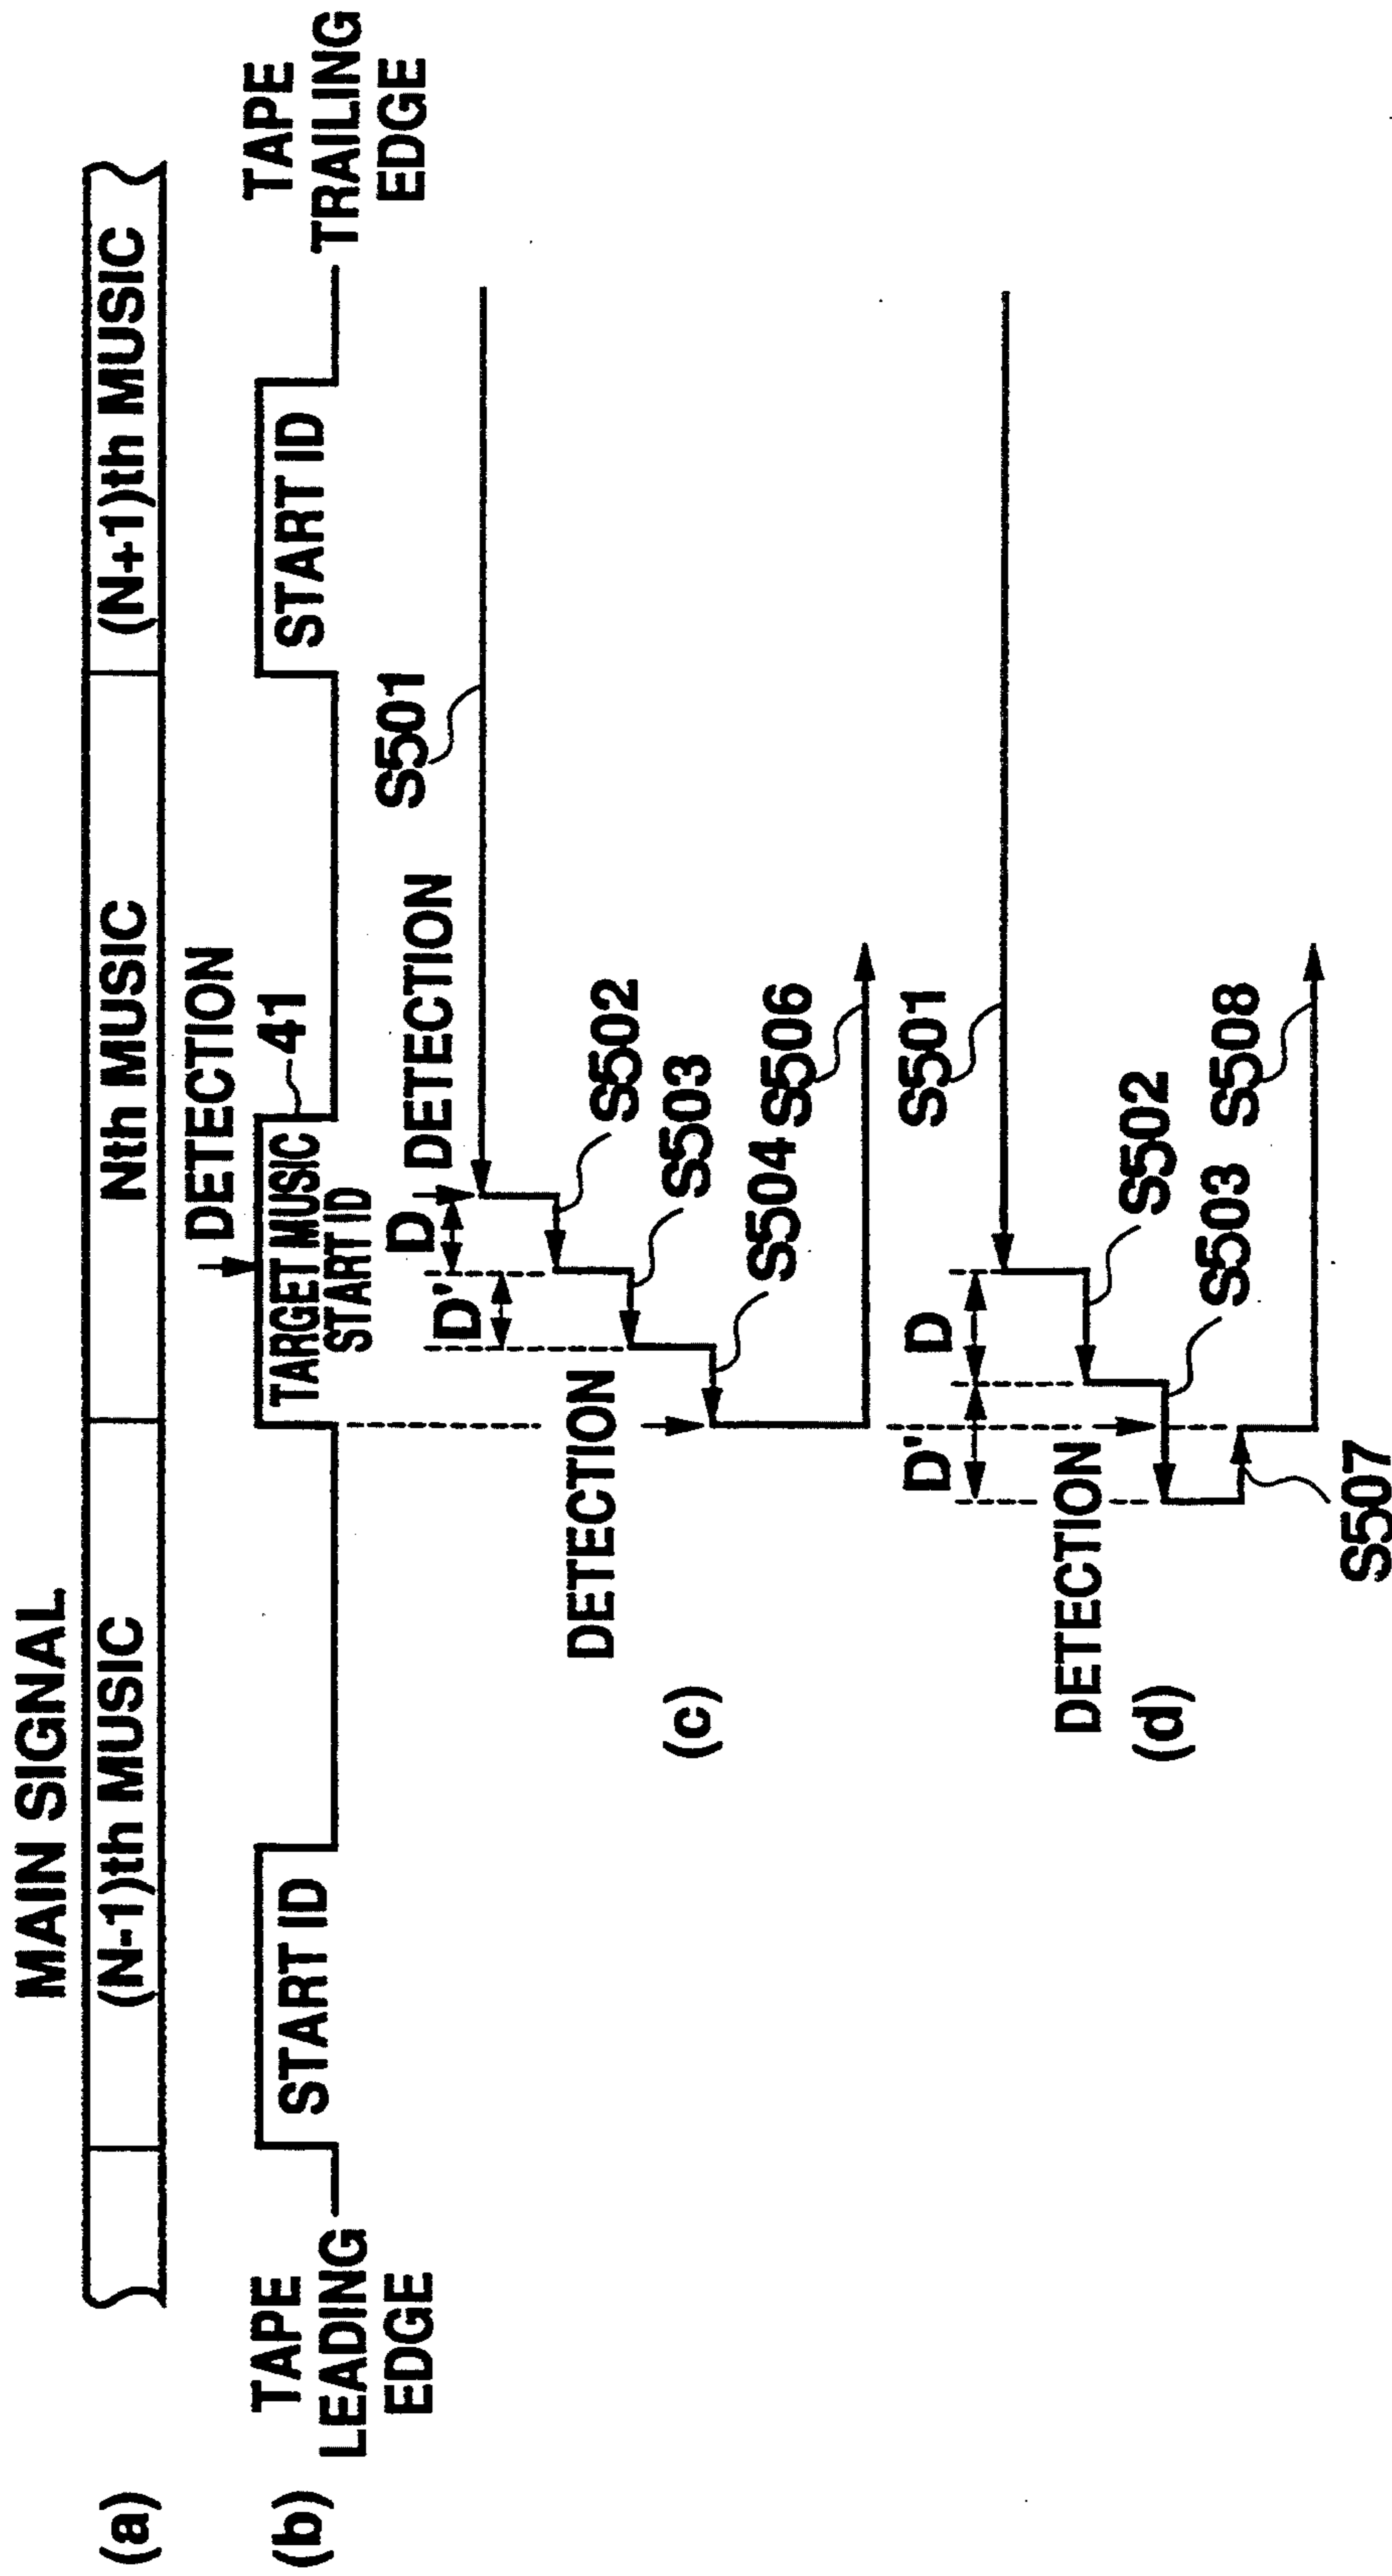 MAIN SIGNAL
(a)
(N-1)th MUSIC
Nth MUSIC
(N+1)th MUSIC
DETECTION
41
(b)
TAPE
LEADING
EDGE
START ID
TARGET MUSIC
START ID
START ID
TAPE
TRAILING
EDGE
S501
D
DETECTION
D'
S502
S503
DETECTION
S504
S506
(c)
S501
D
D'
S502
S503
DETECTION
S508
(d)
S507